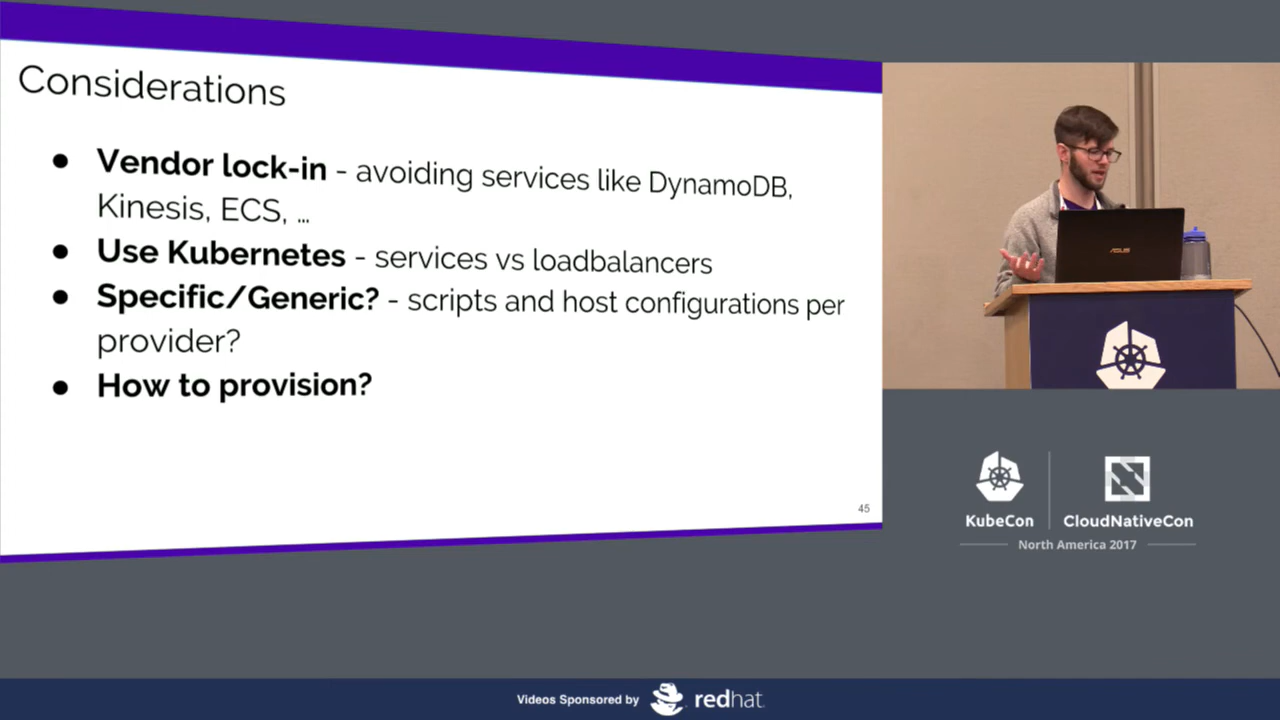 Considerations
● Vendor lock-in - avoiding services like DynamoDB,
Kinesis, ECS, ...
● Use Kubernetes - services vs loadbalancers
● Specific/Generic? - scripts and host configurations per
provider?
● How to provision?
45
ASUS
KubeCon
CloudNativeCon
North America 2017
Videos Sponsored by redhat.